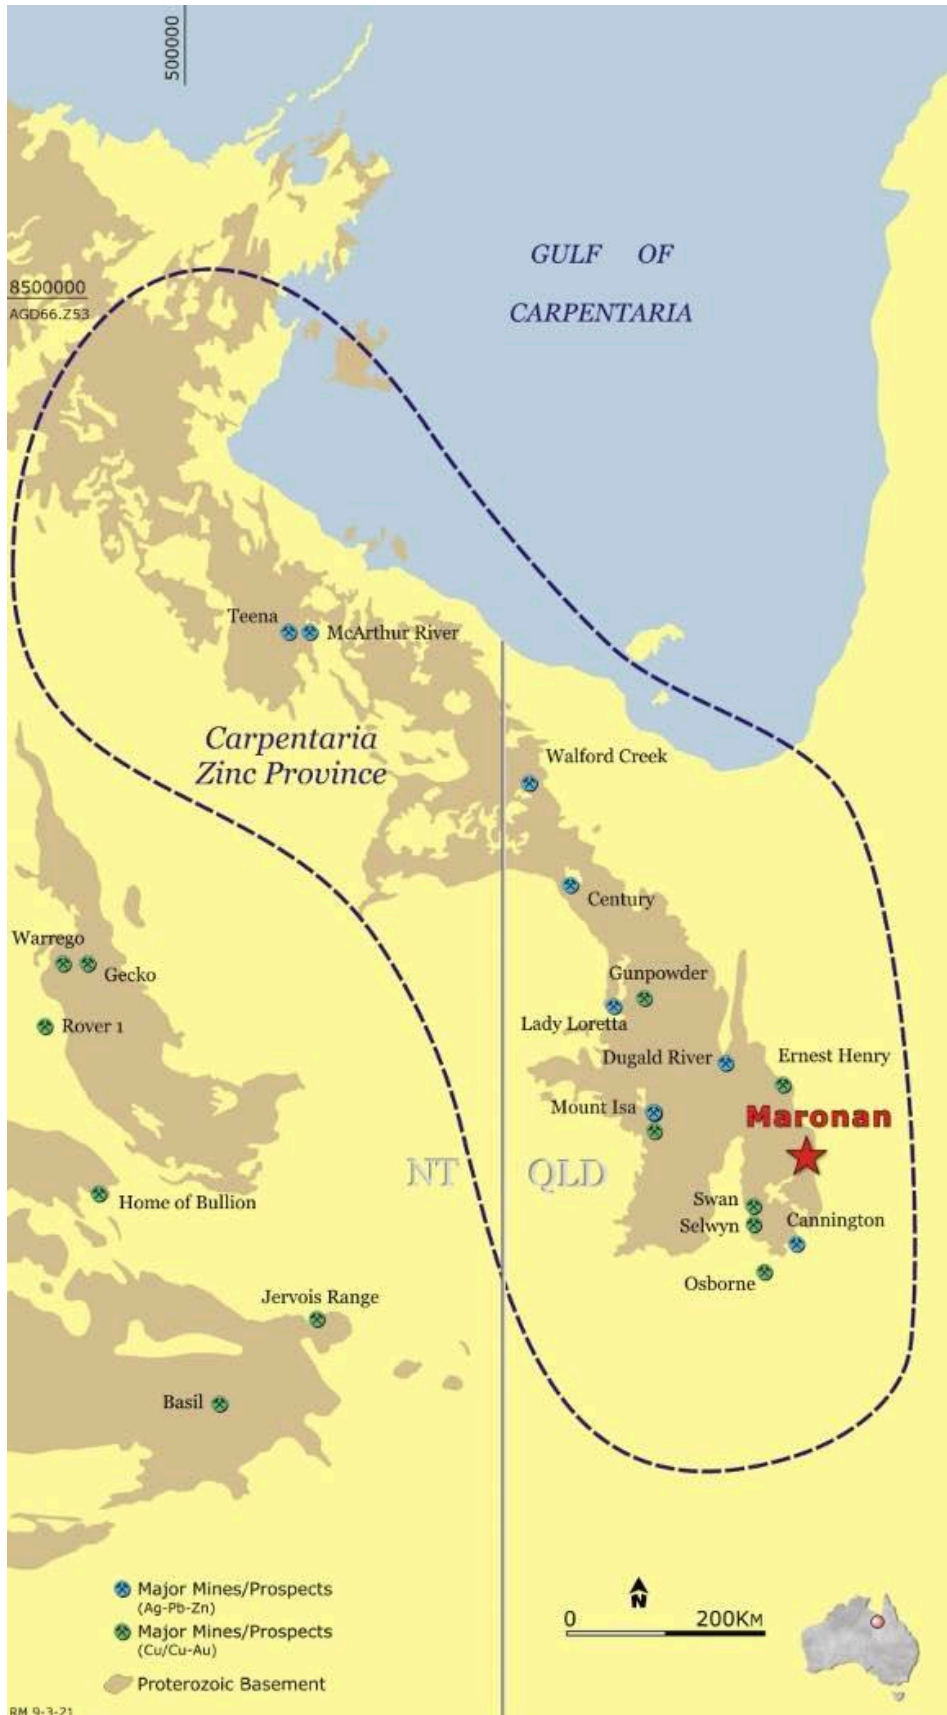 500000
GULF OF
CARPENTARIA
8500000
AGD66.Z53
Teena
McArthur River
Carpentaria
Zinc Province
Walford Creek
Century
Warrego
Gecko
Gunpowder
Rover 1
Lady Loretta
Dugald River
Ernest Henry
Mount Isa
Maronan
NT
QLD
Home of Bullion
Swan
Selwyn
Cannington
Osborne
Jervois Range
Basil
Major Mines/Prospects
(Ag-Pb-Zn)
Major Mines/Prospects
(Cu/Cu-Au)
Proterozoic Basement
N
0 200KM
RM 9-3-21